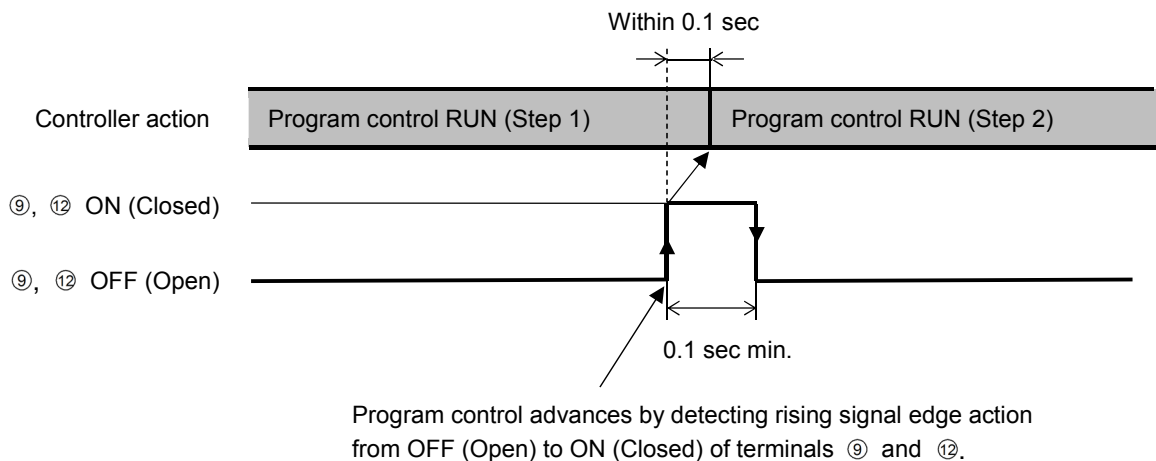 Within 0.1 sec
Controller action
Program control RUN (Step 1)
Program control RUN (Step 2)
⑨, ⑫ ON (Closed)
⑨, ⑫ OFF (Open)
0.1 sec min.
Program control advances by detecting rising signal edge action
from OFF (Open) to ON (Closed) of terminals ⑨ and ⑫.